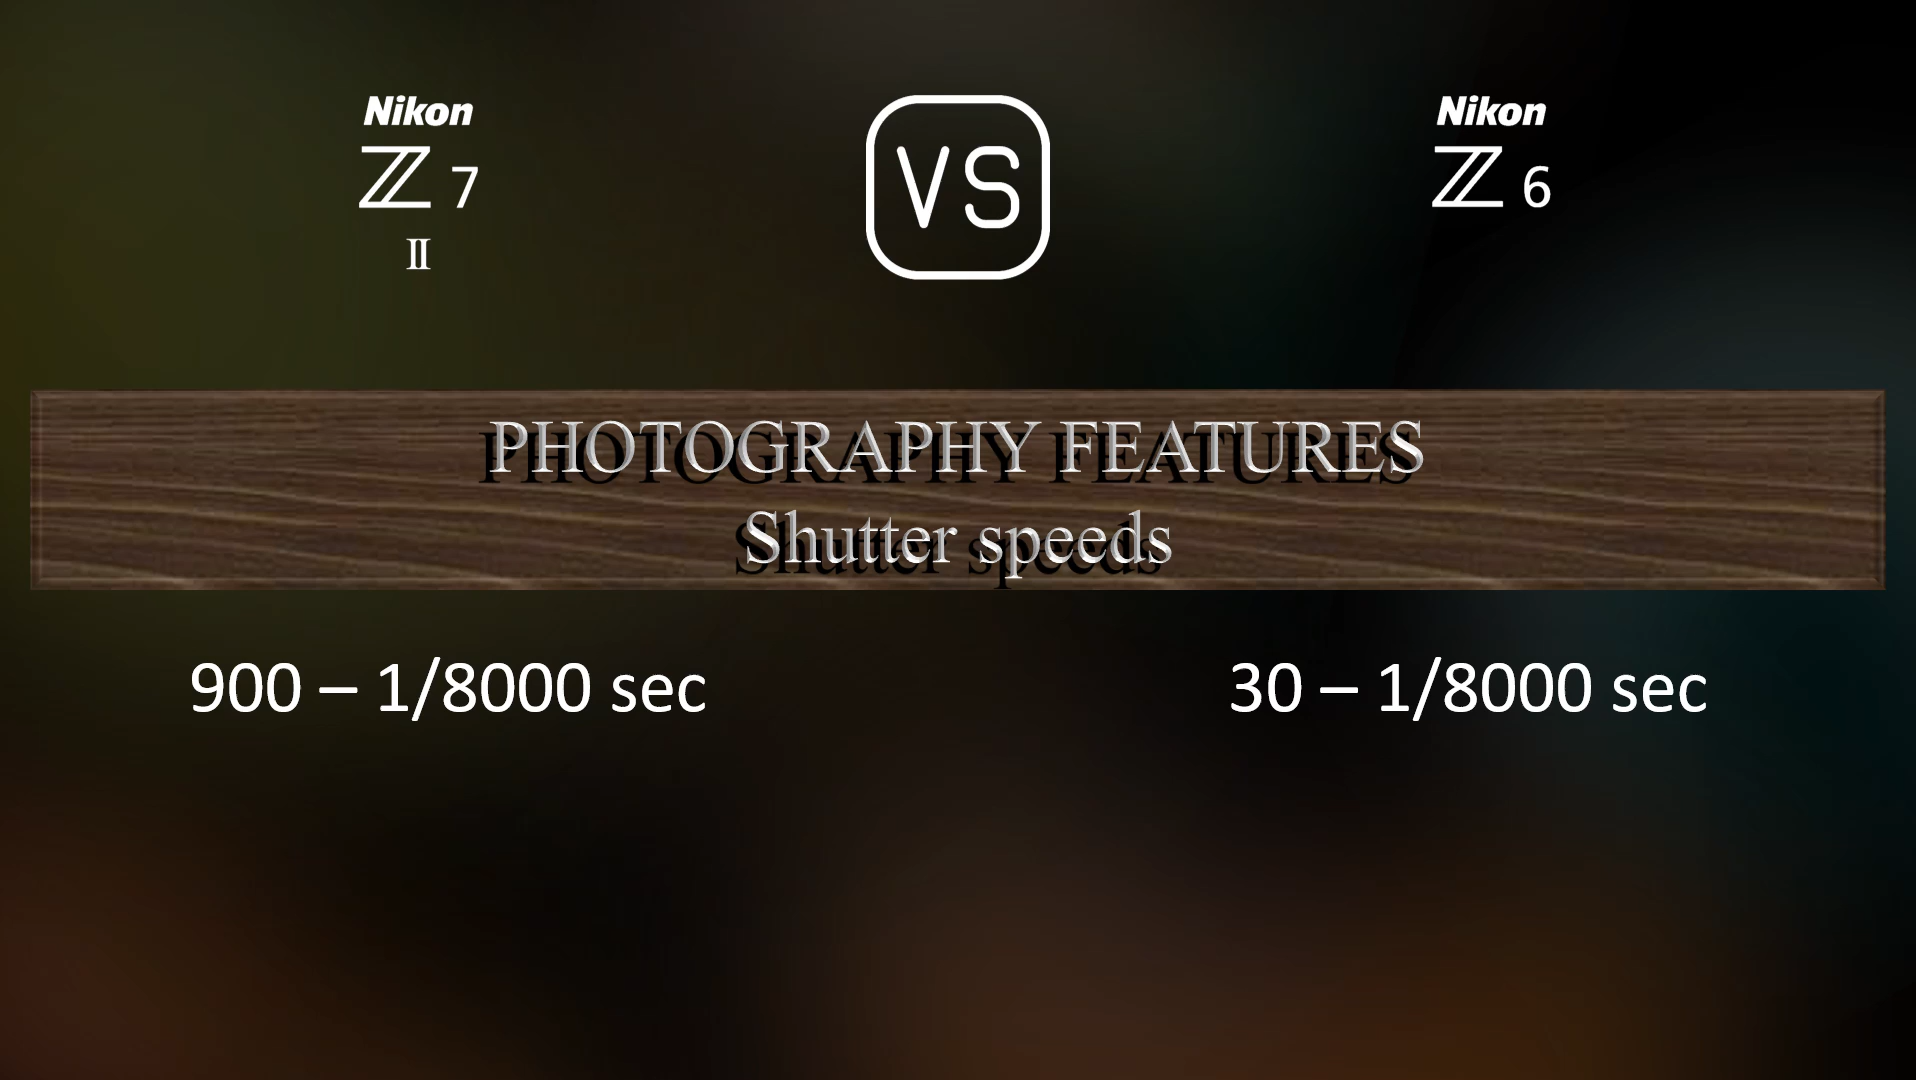 Nikon
Z 7
II
VS
Nikon
Z 6
PHOTOGRAPHY FEATURES
Shutter speeds
900 – 1/8000 sec
30 – 1/8000 sec